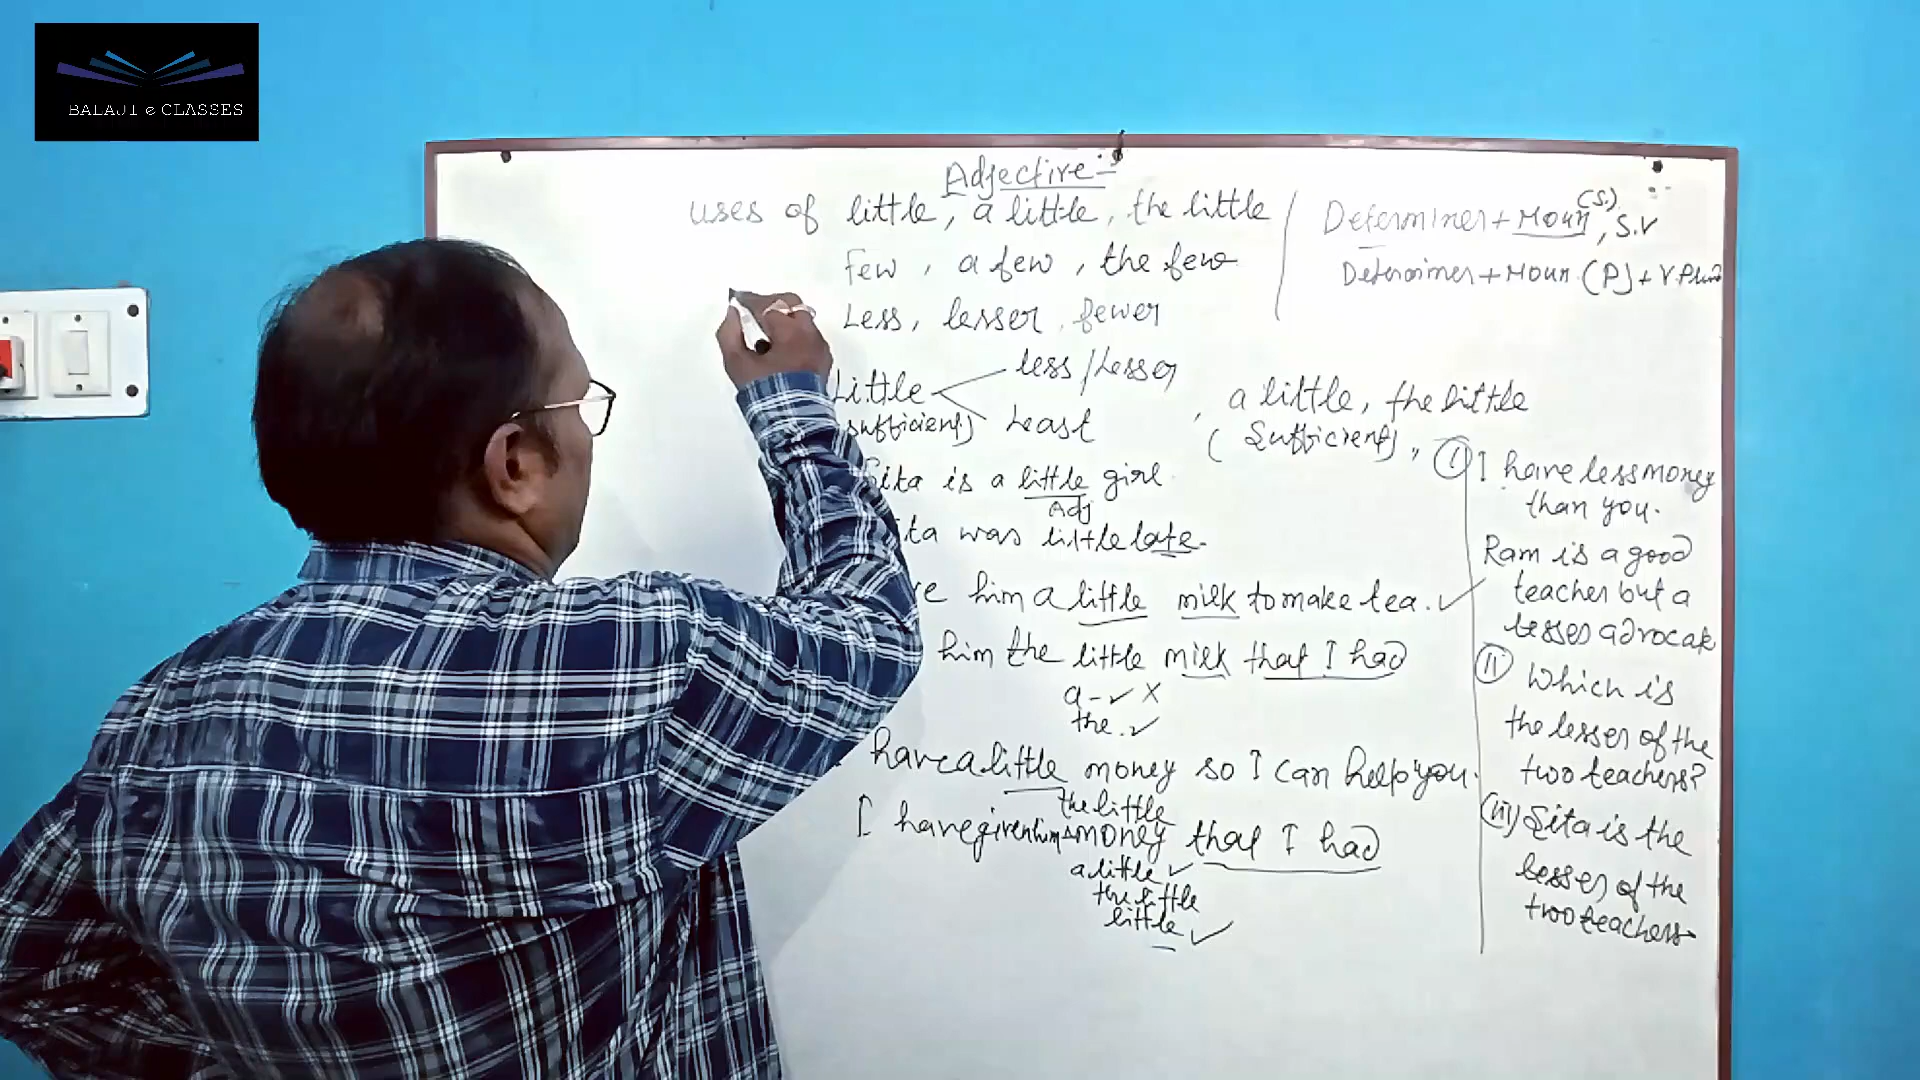 BALAJI e CLASSES
Adjective:-
uses of little, a little, the little
few, a few, the few
Less, lesser, fewer
Determiner + Noun (S), S.V
Determiner + Noun (P) + V.
Little
less / Lesser
Least
sufficient)
a little, the little
(Sufficient),
Sita is a little girl.
Adj
was little late.
him a little milk to make tea. ✓
him the little milk that I had
a - ✓ x
the. ✓
have a little money so I can help you.
the little
I have given him money that I had
a little ✓
the little
little ✓
(I) I have less money
than you.
Ram is a good
teacher but a
lesser advocate
(II) Which is
the lesser of the
two teachers?
(iii) Sita is the
lesser of the
two teachers